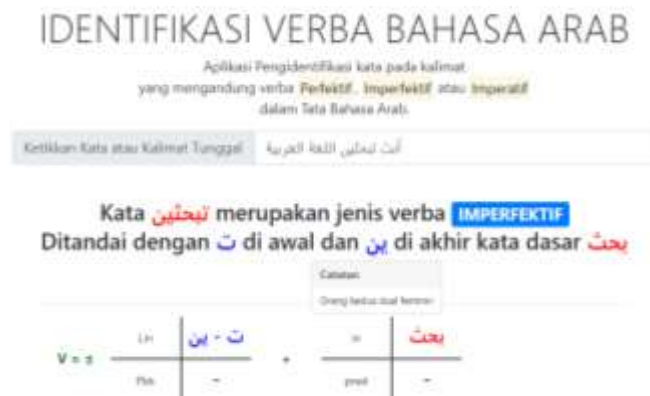 IDENTIFIKASI VERBA BAHASA ARAB
Aplikasi Pengidentifikasi kata pada kalimat
yang mengandung verba Perfektif, Imperfektif atau Imperatif
dalam Tata Bahasa Arab.
Ketikkan Kata atau Kalimat Tunggal أنت تبحثين اللغة العربية
Kata تبحثين merupakan jenis verba IMPERFEKTIF
Ditandai dengan ت di awal dan ين di akhir kata dasar بحث
Catatan:
Orang kedua dual feminin
ت - ين بحث
V = ± +
- pred -